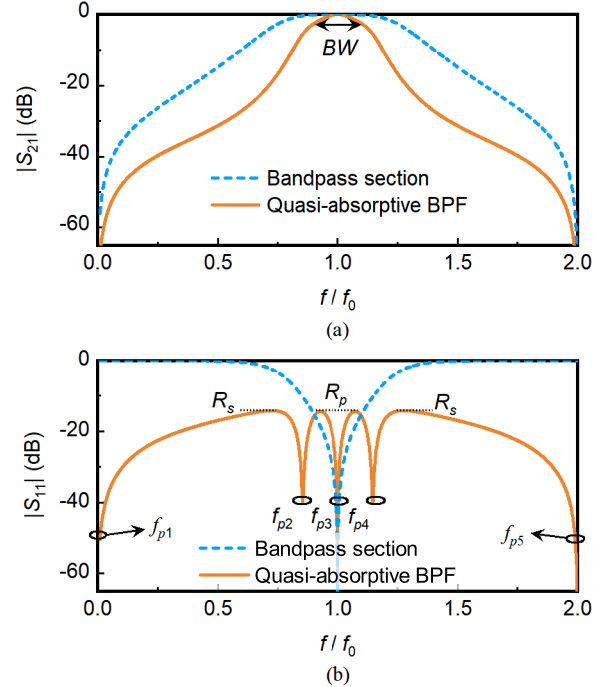 0
-20
-40
-60
|S21| (dB)
BW
Bandpass section
Quasi-absorptive BPF
0.0 0.5 1.0 1.5 2.0
f / f0
(a)
0
-20
-40
-60
|S11| (dB)
Rs Rp Rs
fp2 fp3 fp4
fp1 fp5
Bandpass section
Quasi-absorptive BPF
0.0 0.5 1.0 1.5 2.0
f / f0
(b)